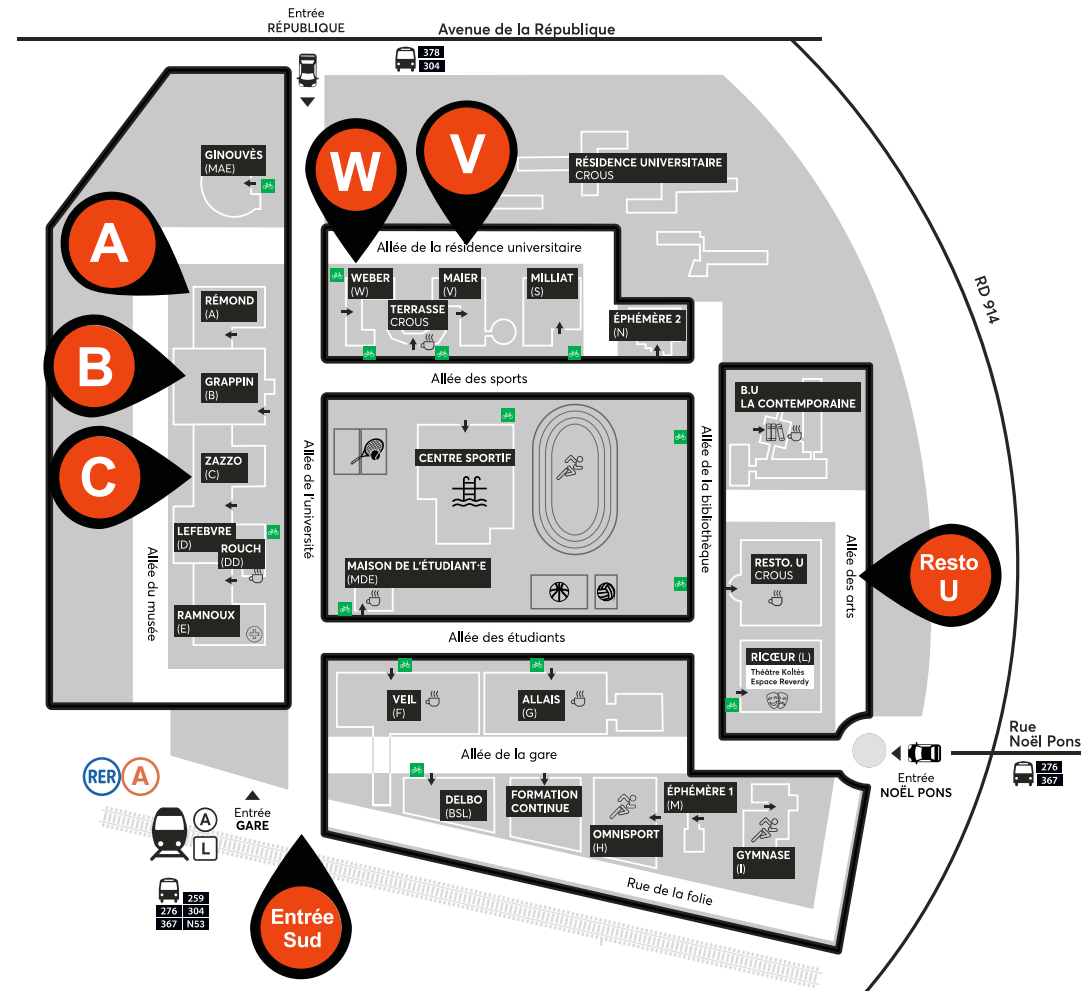 Entrée
RÉPUBLIQUE
Avenue de la République
378
304
GINOUVÈS
(MAE)
W
V
RÉSIDENCE UNIVERSITAIRE
CROUS
A
Allée de la résidence universitaire
WEBER
(W)
MAIER
(V)
MILLIAT
(S)
TERRASSE
CROUS
ÉPHÉMÈRE 2
(N)
RD 914
RÉMOND
(A)
B
GRAPPIN
(B)
Allée des sports
B.U
LA CONTEMPORAINE
C
ZAZZO
(C)
Allée de l'université
CENTRE SPORTIF
Allée de la bibliothèque
LEFEBVRE
(D)
ROUCH
(DD)
Allée du musée
RAMNOUX
(E)
MAISON DE L'ÉTUDIANT·E
(MDE)
RESTO. U
CROUS
Allée des arts
Resto
U
Allée des étudiants
RICŒUR (L)
Théâtre Koltès
Espace Reverdy
VEIL
(F)
ALLAIS
(G)
Rue
Noël Pons
276
367
Entrée
NOËL PONS
Allée de la gare
RER A
DELBO
(BSL)
FORMATION
CONTINUE
ÉPHÉMÈRE 1
(M)
OMNISPORT
(H)
GYMNASE
(I)
Entrée
GARE
A
L
Rue de la folie
259
276 304
367 N53
Entrée
Sud